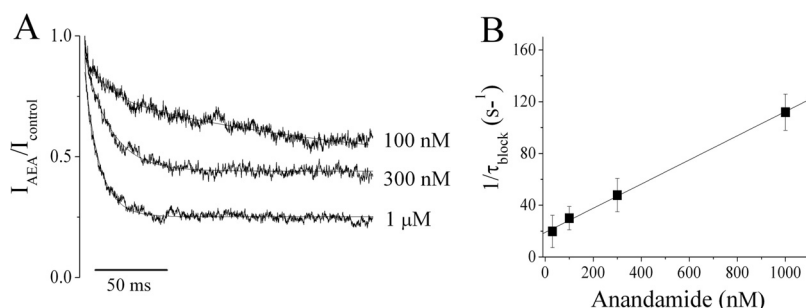 A
I_AEA/I_control
1.0
0.5
0.0
100 nM
300 nM
1 μM
50 ms
B
1/τ_block (s-¹)
160
120
80
40
0
0 200 400 600 800 1000
Anandamide (nM)